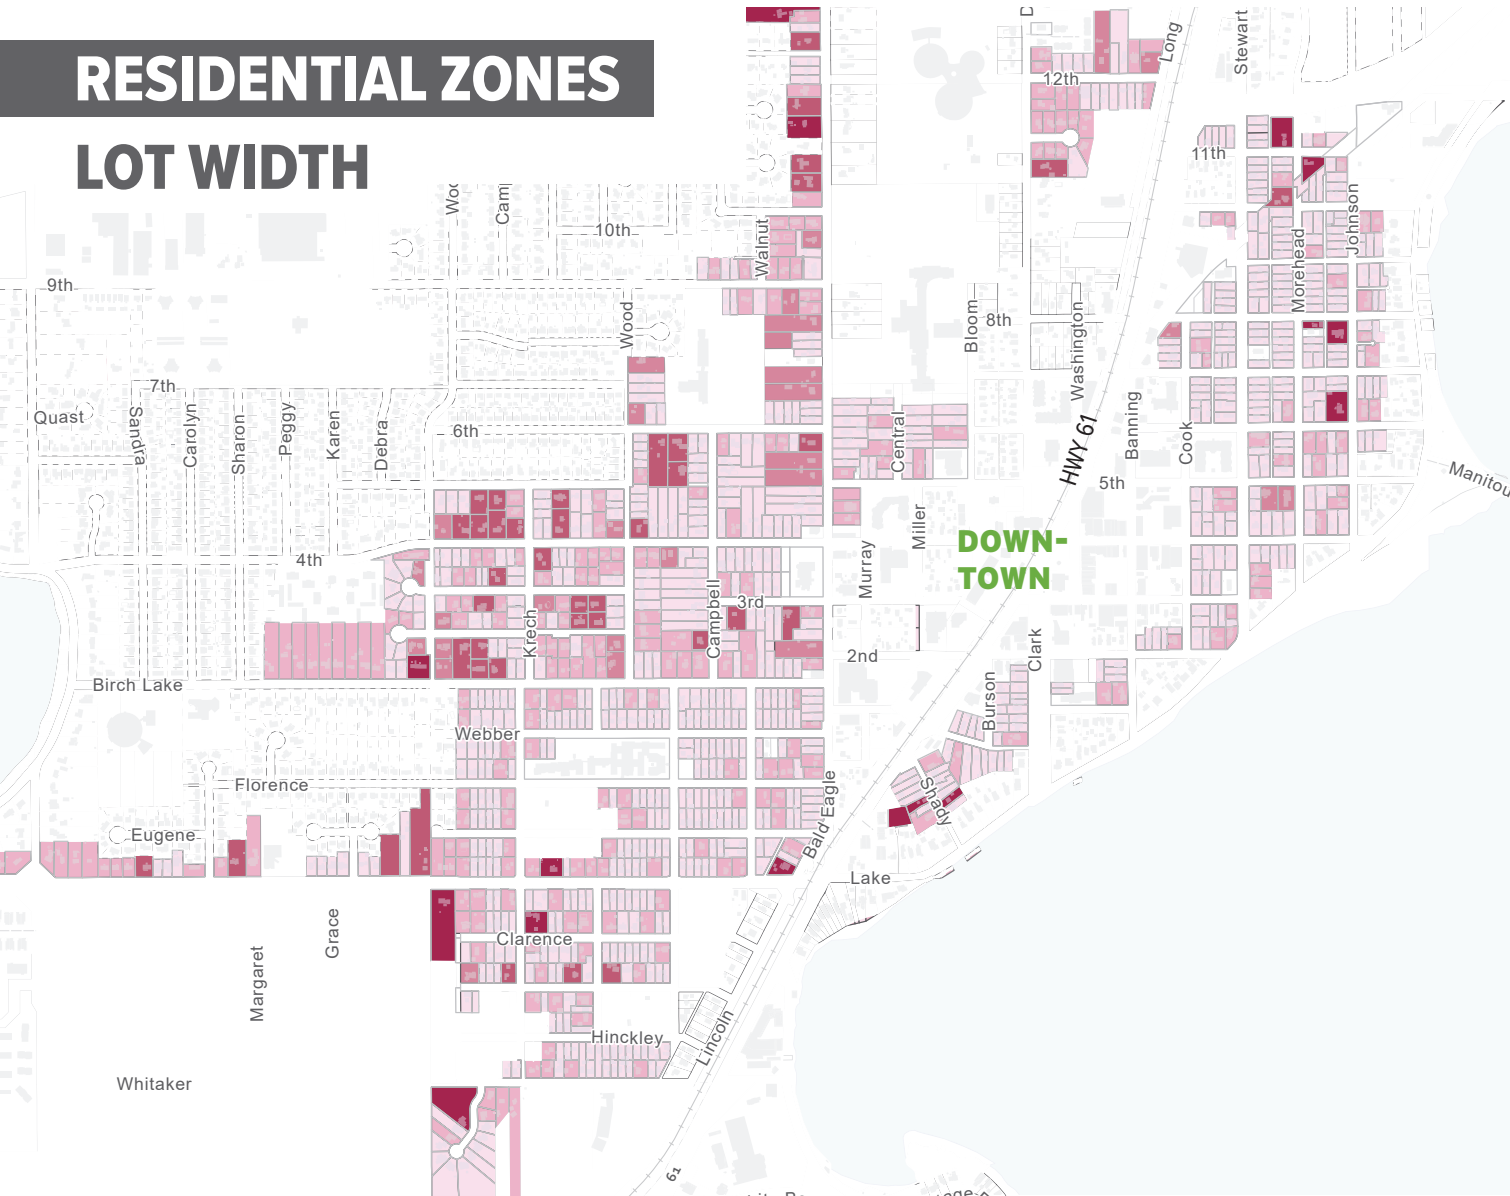 RESIDENTIAL ZONES
LOT WIDTH
D
Long
Stewart
12th
11th
Woo
Cam
10th
Walnut
Johnson
Morehead
9th
Wood
Bloom
8th
Washington
7th
Quast
Sandra
Carolyn
Sharon
Peggy
Karen
Debra
6th
Central
HWY 61
Banning
Cook
5th
Manitou
Miller
DOWN-
TOWN
4th
Murray
3rd
Campbell
Krech
2nd
Clark
Birch Lake
Burson
Webber
Florence
Bald Eagle
Shady
Eugene
Lake
Grace
Clarence
Margaret
Hinckley
Lincoln
Whitaker
61